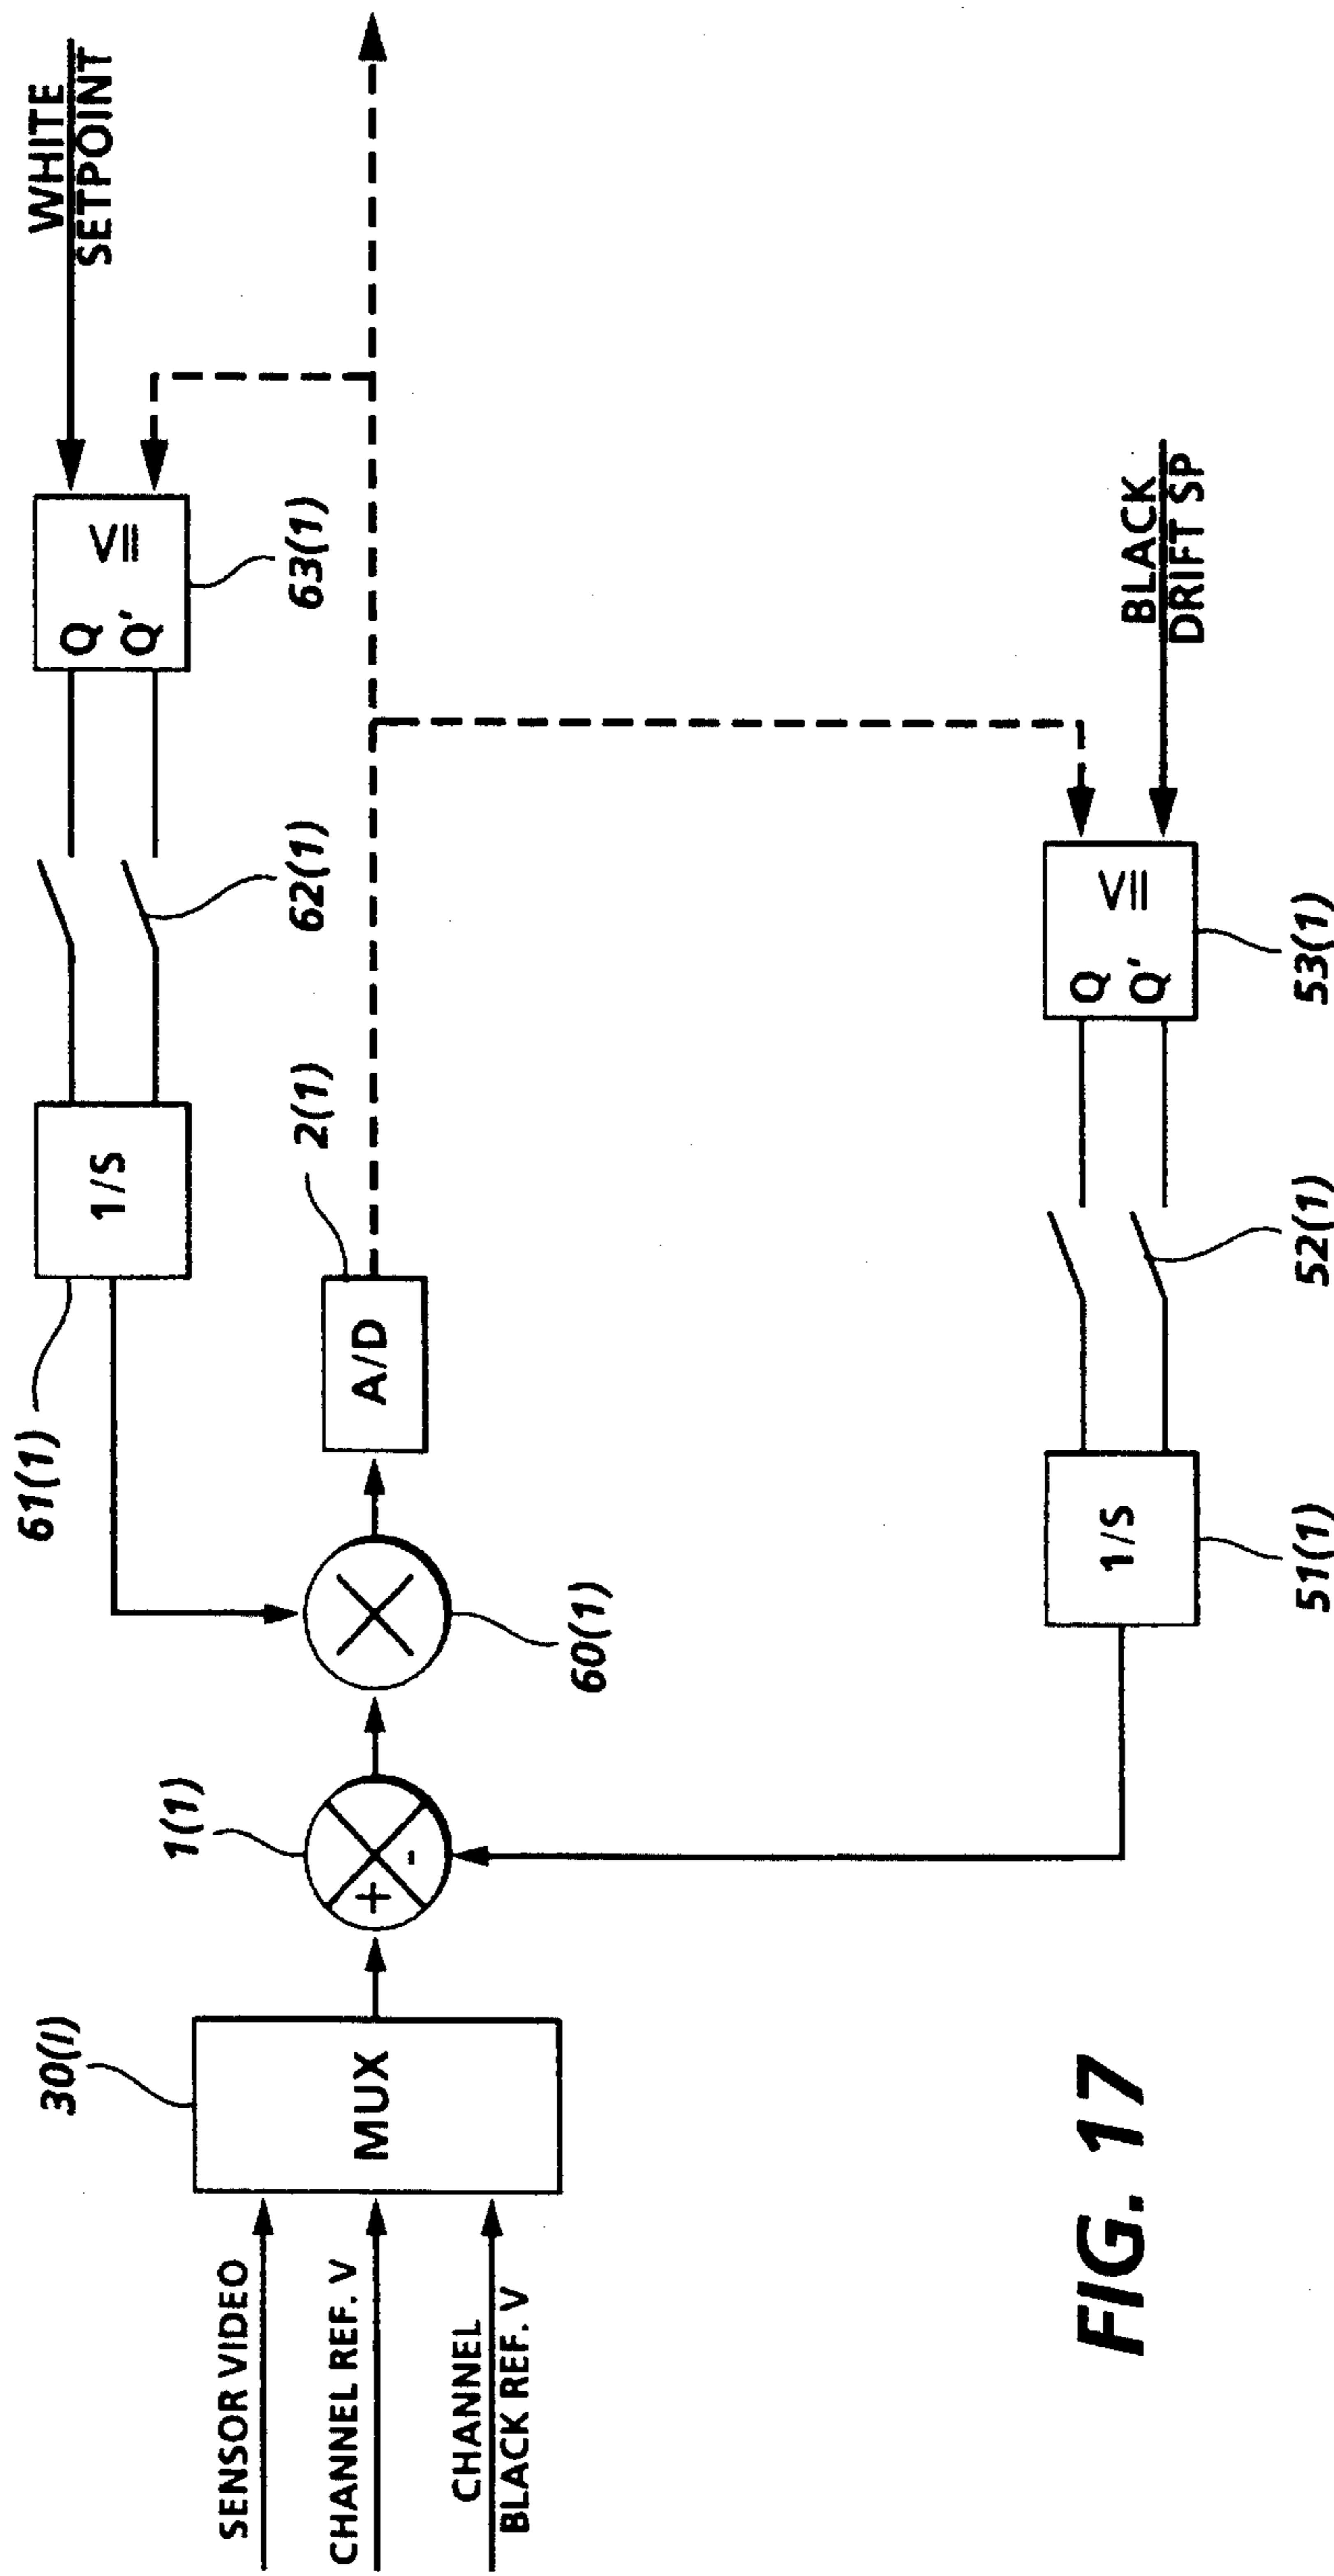 61(1)
1/S
62(1)
Q
Q'
≤
63(1)
WHITE
SETPOINT
30(I)
SENSOR VIDEO
CHANNEL REF. V
CHANNEL
BLACK REF. V
MUX
1(1)
+
-
60(1)
A/D
2(1)
51(1)
1/S
52(1)
Q
Q'
≤
53(1)
BLACK
DRIFT SP
FIG. 17